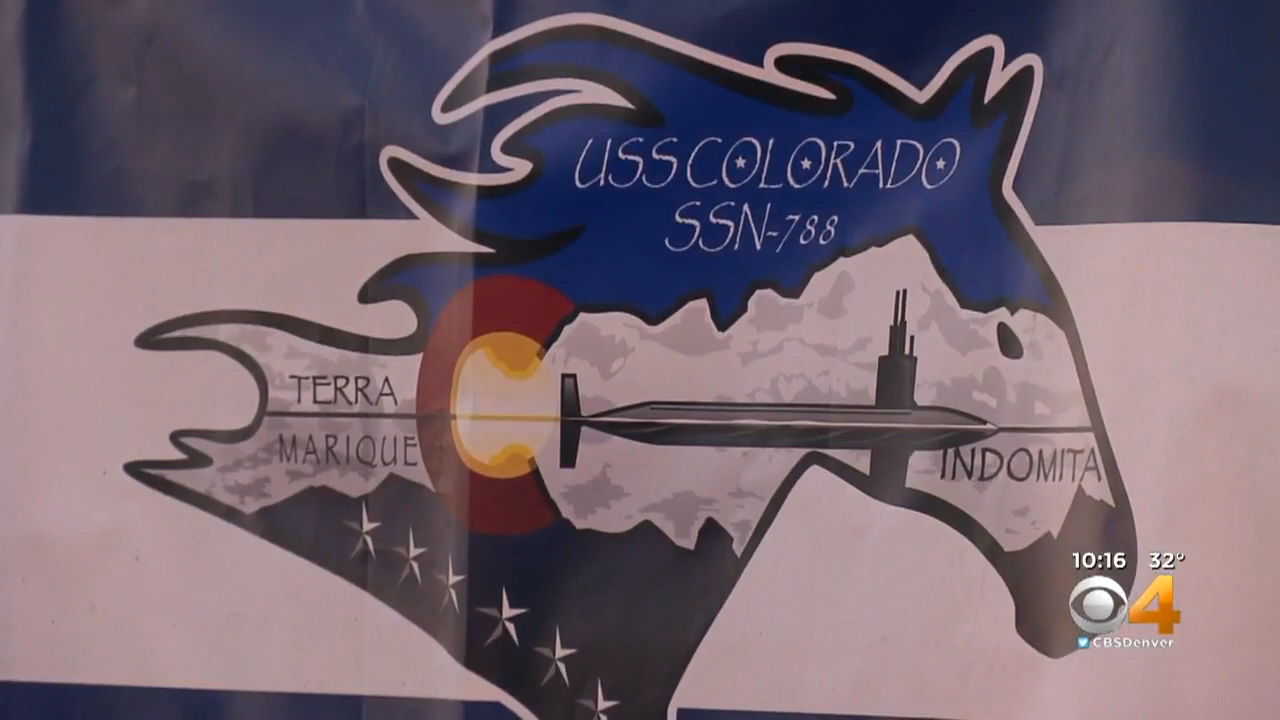 USS COLORADO
SSN-788
TERRA
MARIQUE
INDOMITA
10:16 32°
4
CBSDenver